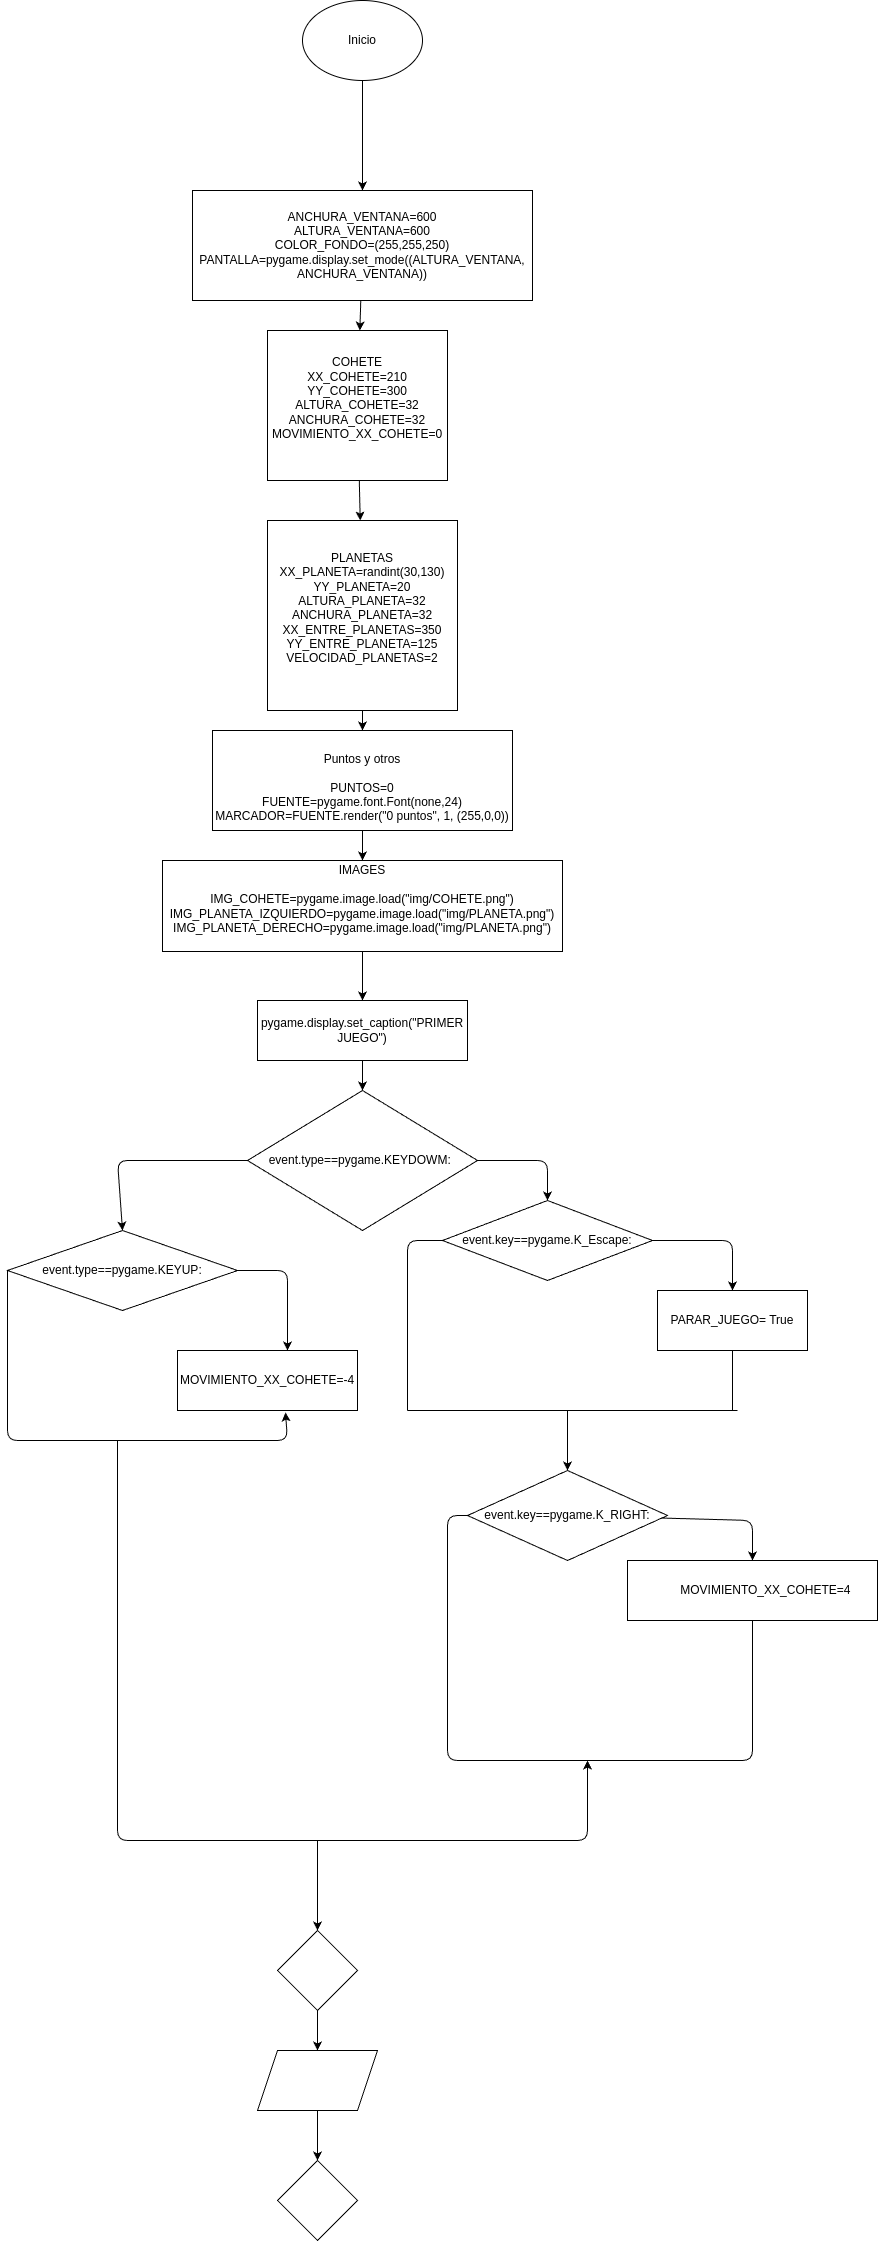 Inicio
ANCHURA_VENTANA=600
ALTURA_VENTANA=600
COLOR_FONDO=(255,255,250)
PANTALLA=pygame.display.set_mode((ALTURA_VENTANA,
ANCHURA_VENTANA))
COHETE
XX_COHETE=210
YY_COHETE=300
ALTURA_COHETE=32
ANCHURA_COHETE=32
MOVIMIENTO_XX_COHETE=0
PLANETAS
XX_PLANETA=randint(30,130)
YY_PLANETA=20
ALTURA_PLANETA=32
ANCHURA_PLANETA=32
XX_ENTRE_PLANETAS=350
YY_ENTRE_PLANETA=125
VELOCIDAD_PLANETAS=2
Puntos y otros
PUNTOS=0
FUENTE=pygame.font.Font(none,24)
MARCADOR=FUENTE.render("0 puntos", 1, (255,0,0))
IMAGES
IMG_COHETE=pygame.image.load("img/COHETE.png")
IMG_PLANETA_IZQUIERDO=pygame.image.load("img/PLANETA.png")
IMG_PLANETA_DERECHO=pygame.image.load("img/PLANETA.png")
pygame.display.set_caption("PRIMER
JUEGO")
event.type==pygame.KEYDOWM:
event.key==pygame.K_Escape:
event.type==pygame.KEYUP:
PARAR_JUEGO= True
MOVIMIENTO_XX_COHETE=-4
event.key==pygame.K_RIGHT:
MOVIMIENTO_XX_COHETE=4